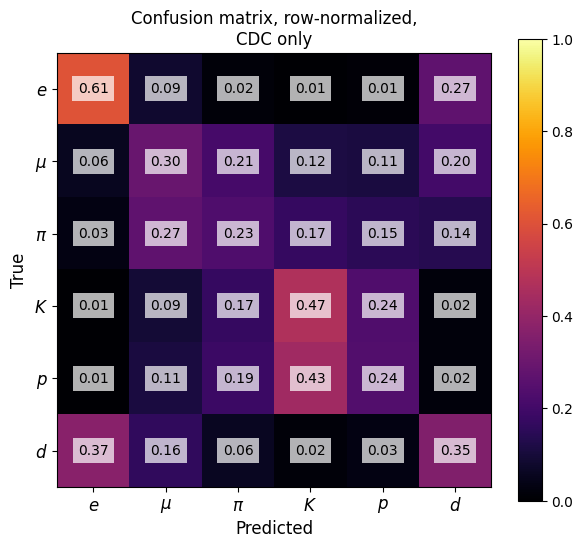 Confusion matrix, row-normalized,
CDC only
True
e 0.61 0.09 0.02 0.01 0.01 0.27
μ 0.06 0.30 0.21 0.12 0.11 0.20
π 0.03 0.27 0.23 0.17 0.15 0.14
K 0.01 0.09 0.17 0.47 0.24 0.02
p 0.01 0.11 0.19 0.43 0.24 0.02
d 0.37 0.16 0.06 0.02 0.03 0.35
e μ π K p d
Predicted
1.0
0.8
0.6
0.4
0.2
0.0